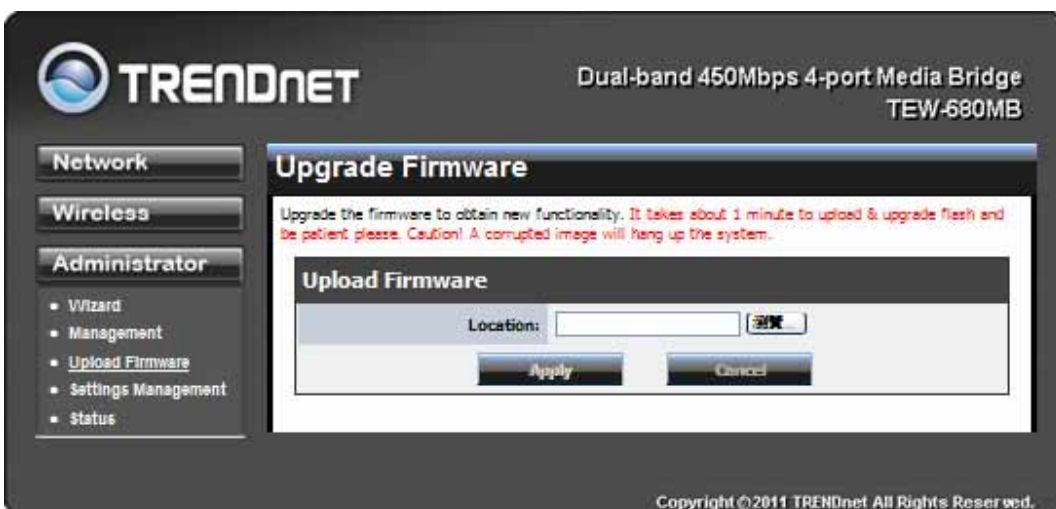 TRENDNET
Dual-band 450Mbps 4-port Media Bridge
TEW-680MB
Network
Wireless
Administrator
• Wizard
• Management
• Upload Firmware
• Settings Management
• Status
Upgrade Firmware
Upgrade the firmware to obtain new functionality. It takes about 1 minute to upload & upgrade flash and
be patient please. Caution! A corrupted image will hang up the system.
Upload Firmware
Location: 瀏覽...
Apply Cancel
Copyright ©2011 TRENDnet All Rights Reserved.